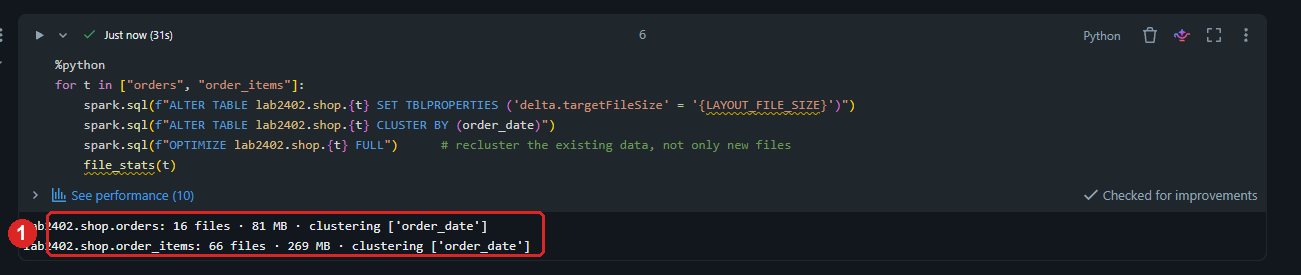 Just now (31s)
6
Python
%python
for t in ["orders", "order_items"]:
    spark.sql(f"ALTER TABLE lab2402.shop.{t} SET TBLPROPERTIES ('delta.targetFileSize' = '{LAYOUT_FILE_SIZE}')")
    spark.sql(f"ALTER TABLE lab2402.shop.{t} CLUSTER BY (order_date)")
    spark.sql(f"OPTIMIZE lab2402.shop.{t} FULL")      # recluster the existing data, not only new files
    file_stats(t)
See performance (10)
Checked for improvements
1
lab2402.shop.orders: 16 files · 81 MB · clustering ['order_date']
lab2402.shop.order_items: 66 files · 269 MB · clustering ['order_date']